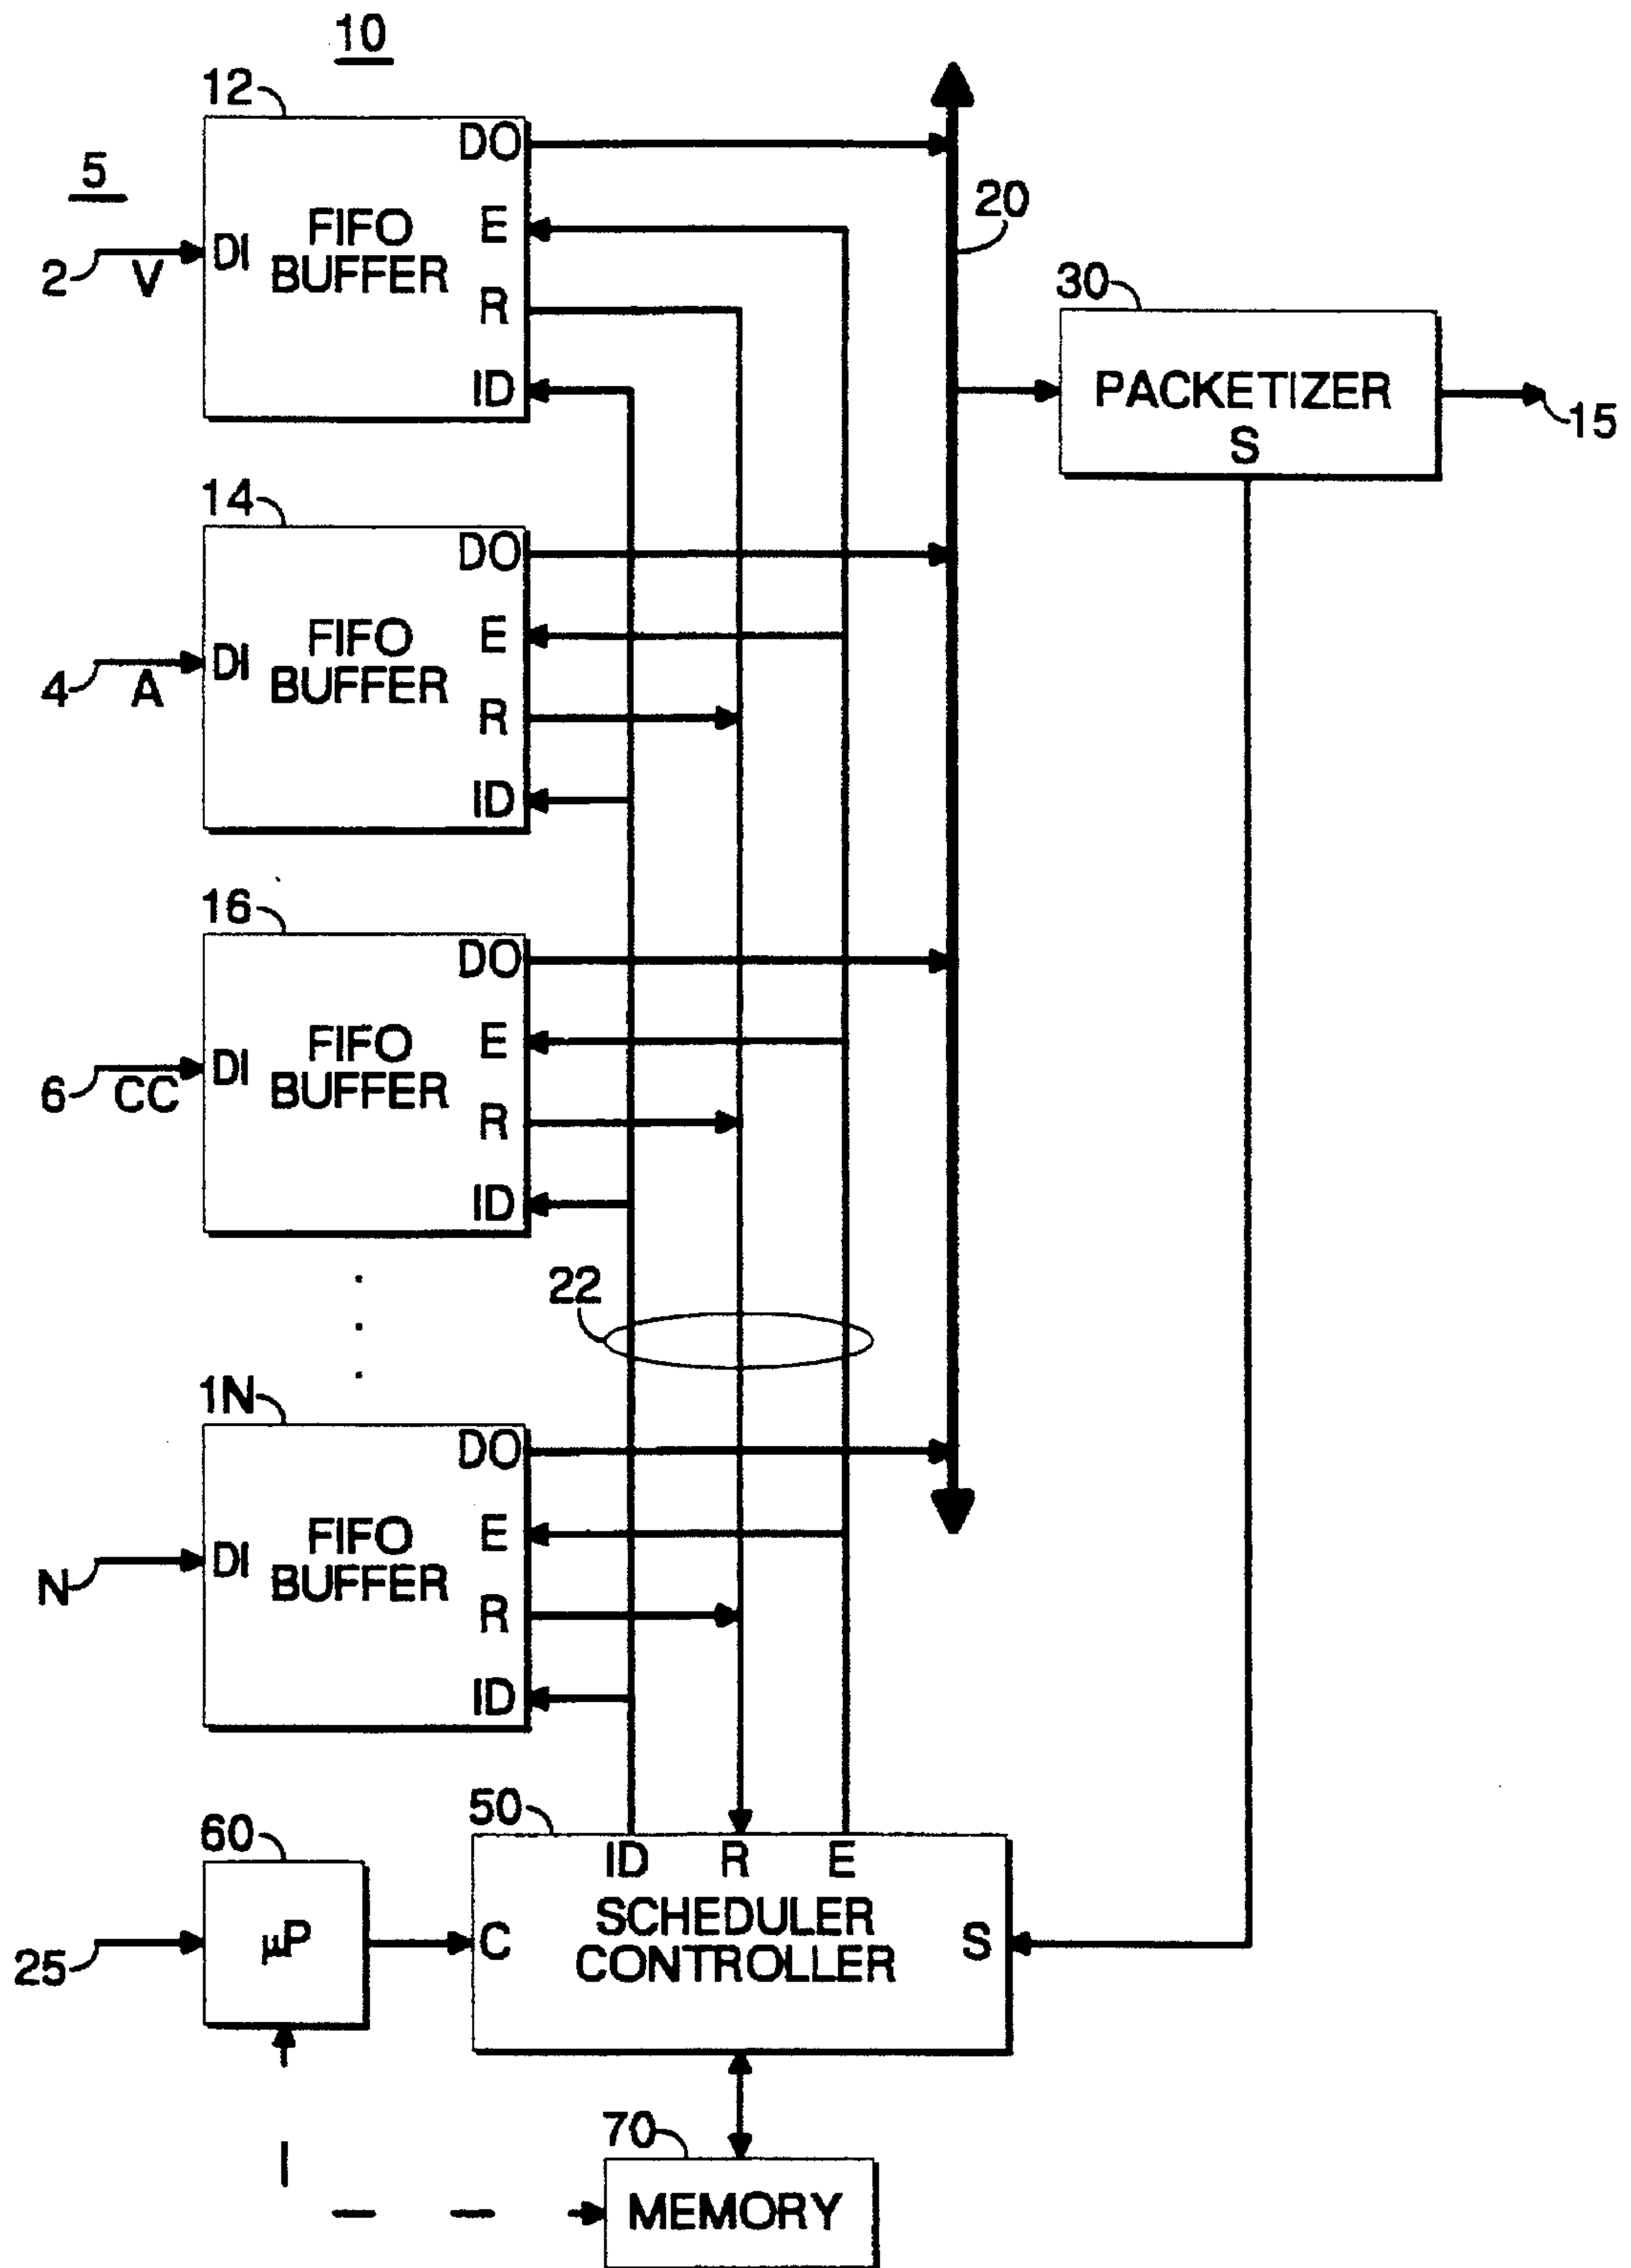 10
12
5
DO
20
E
FIFO
DI
BUFFER
2
V
30
R
ID
PACKETIZER
15
S
14
DO
E
FIFO
DI
BUFFER
4
A
R
ID
16
DO
E
FIFO
DI
BUFFER
6
CC
R
ID
22
1N
DO
E
FIFO
DI
BUFFER
N
R
ID
50
60
ID R E
SCHEDULER
µP
C
S
CONTROLLER
25
70
MEMORY